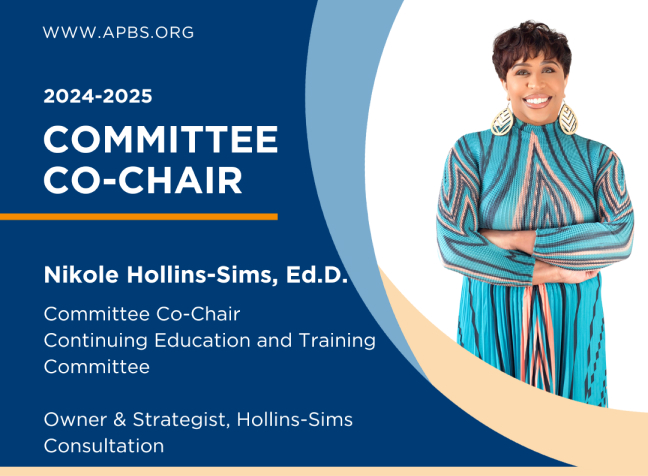 WWW.APBS.ORG
2024-2025
COMMITTEE
CO-CHAIR
Nikole Hollins-Sims, Ed.D.
Committee Co-Chair
Continuing Education and Training
Committee
Owner & Strategist, Hollins-Sims
Consultation